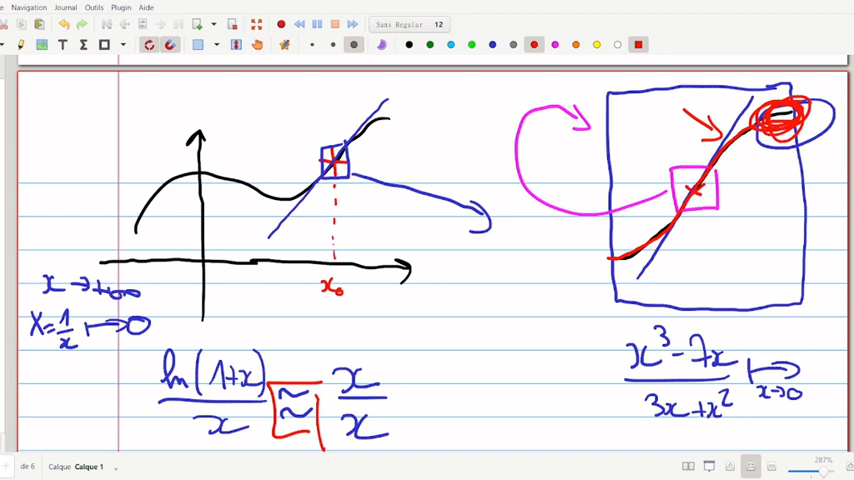 Navigation Journal Outils Plugin Aide
Sans Regular 12
x₀
x → +∞
X = 1/x ↦ 0
ln(1+x)/x ≈ x/x
(x³ - 7x)/(3x + x²) ↦ x→0
de 6 Calque Calque 1
287%